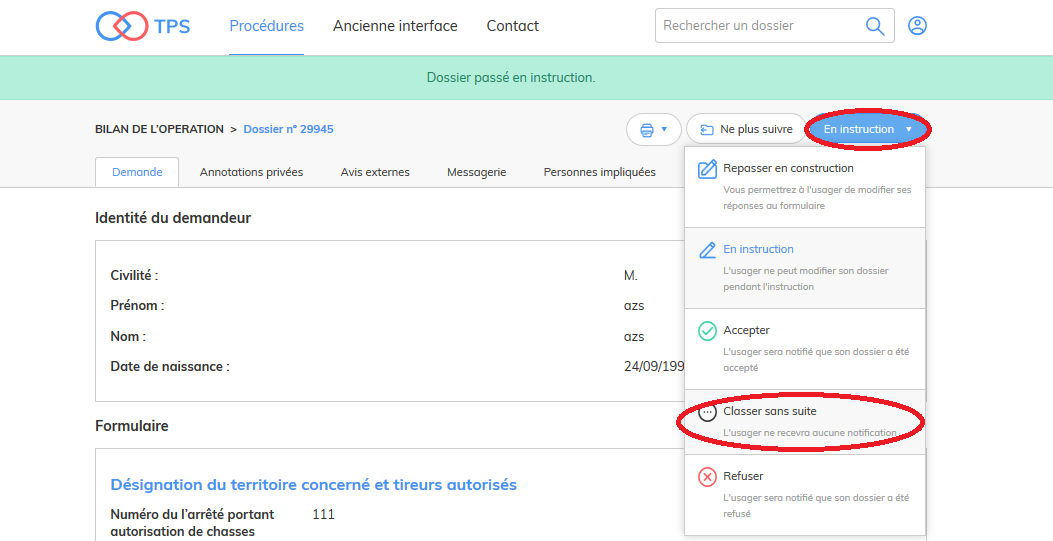 TPS Procédures Ancienne interface Contact Rechercher un dossier
Dossier passé en instruction.
BILAN DE L'OPERATION > Dossier n° 29945 Ne plus suivre En instruction
Demande Annotations privées Avis externes Messagerie Personnes impliquées
Repasser en construction
Vous permettrez à l'usager de modifier ses
réponses au formulaire
En instruction
L'usager ne peut modifier son dossier
pendant l'instruction
Accepter
L'usager sera notifié que son dossier a été
accepté
Classer sans suite
L'usager ne recevra aucune notification
Refuser
L'usager sera notifié que son dossier a été
refusé
Identité du demandeur
Civilité : M.
Prénom : azs
Nom : azs
Date de naissance : 24/09/199
Formulaire
Désignation du territoire concerné et tireurs autorisés
Numéro du l'arrêté portant 111
autorisation de chasses